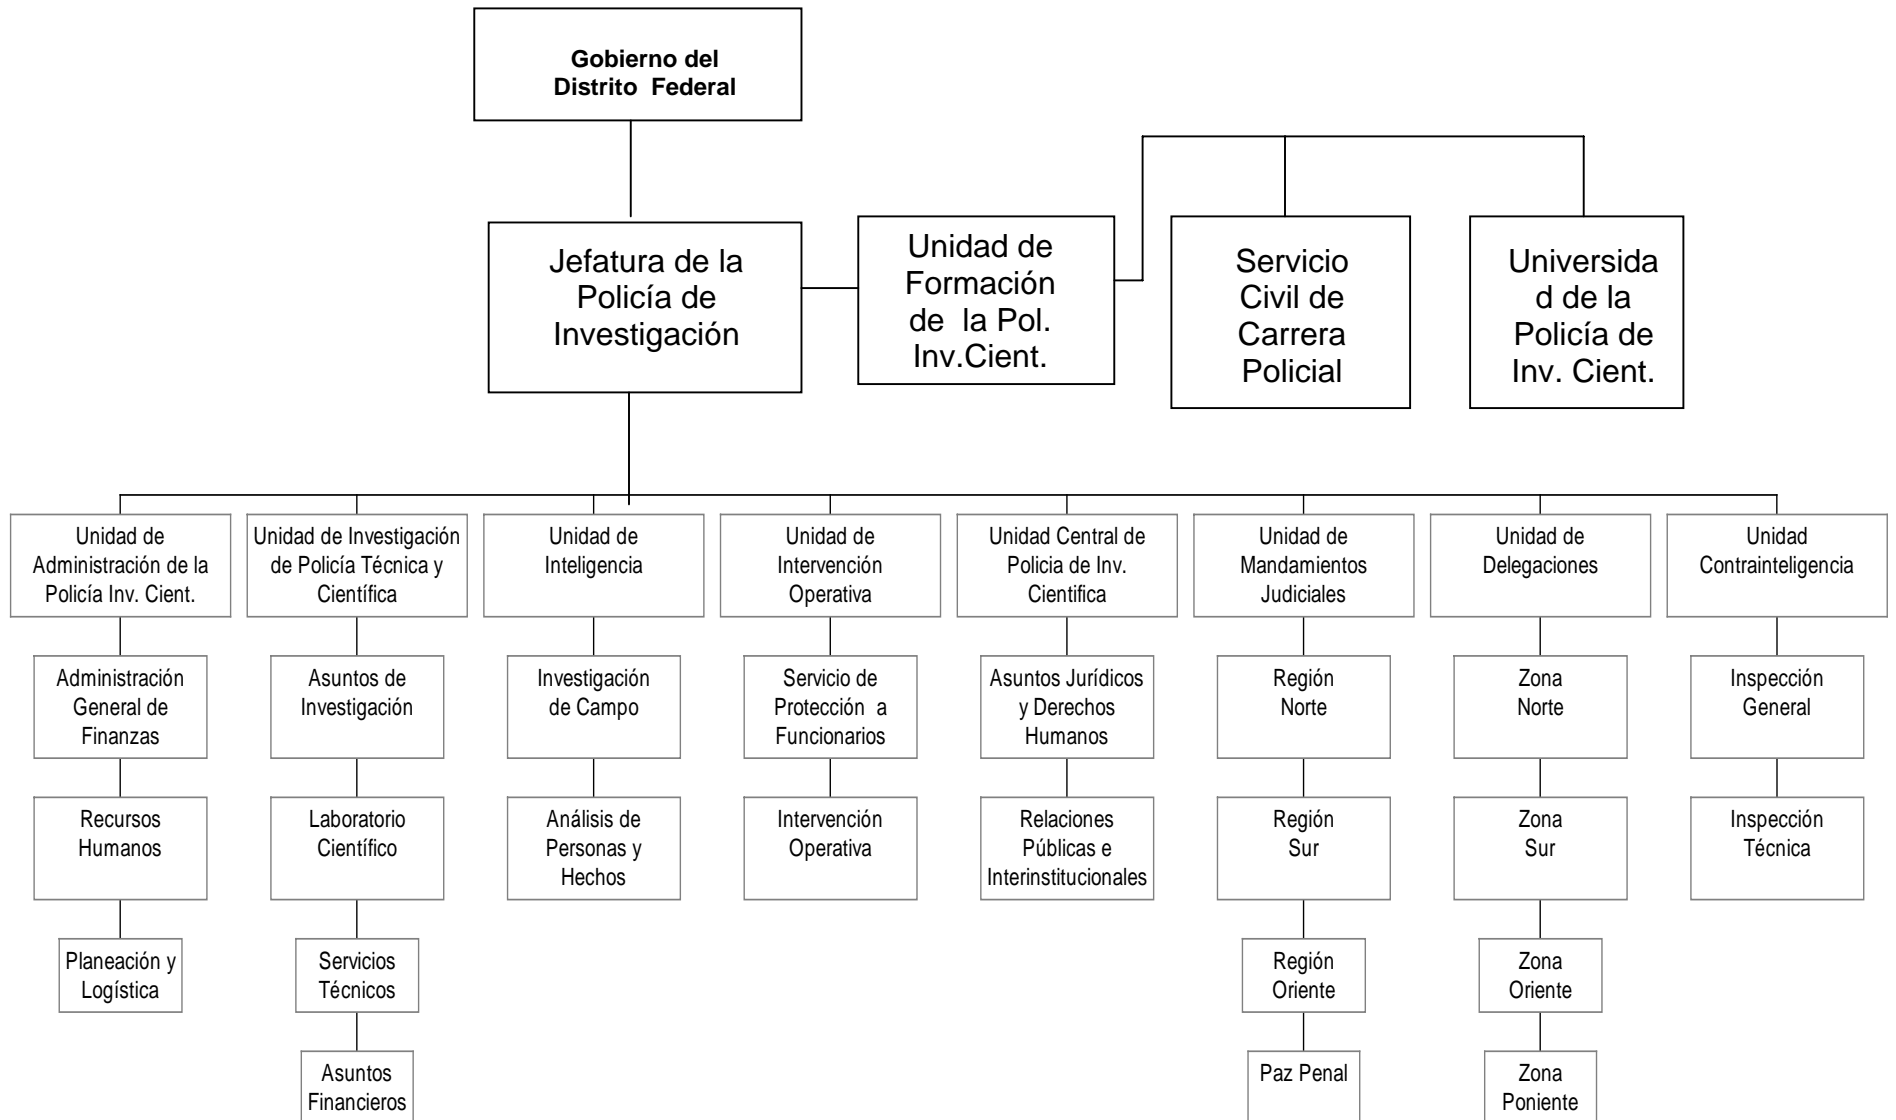 Gobierno del
Distrito Federal
Jefatura de la
Policía de
Investigación
Unidad de
Formación
de la Pol.
Inv.Cient.
Servicio
Civil de
Carrera
Policial
Universida
d de la
Policía de
Inv. Cient.
Unidad de
Administración de la
Policía Inv. Cient.
Unidad de Investigación
de Policía Técnica y
Científica
Unidad de
Inteligencia
Unidad de
Intervención
Operativa
Unidad Central de
Policia de Inv.
Cientifica
Unidad de
Mandamientos
Judiciales
Unidad de
Delegaciones
Unidad
Contrainteligencia
Administración
General de
Finanzas
Asuntos de
Investigación
Investigación
de Campo
Servicio de
Protección a
Funcionarios
Asuntos Jurídicos
y Derechos
Humanos
Región
Norte
Zona
Norte
Inspección
General
Recursos
Humanos
Laboratorio
Científico
Análisis de
Personas y
Hechos
Intervención
Operativa
Relaciones
Públicas e
Interinstitucionales
Región
Sur
Zona
Sur
Inspección
Técnica
Planeación y
Logística
Servicios
Técnicos
Región
Oriente
Zona
Oriente
Asuntos
Financieros
Paz Penal
Zona
Poniente